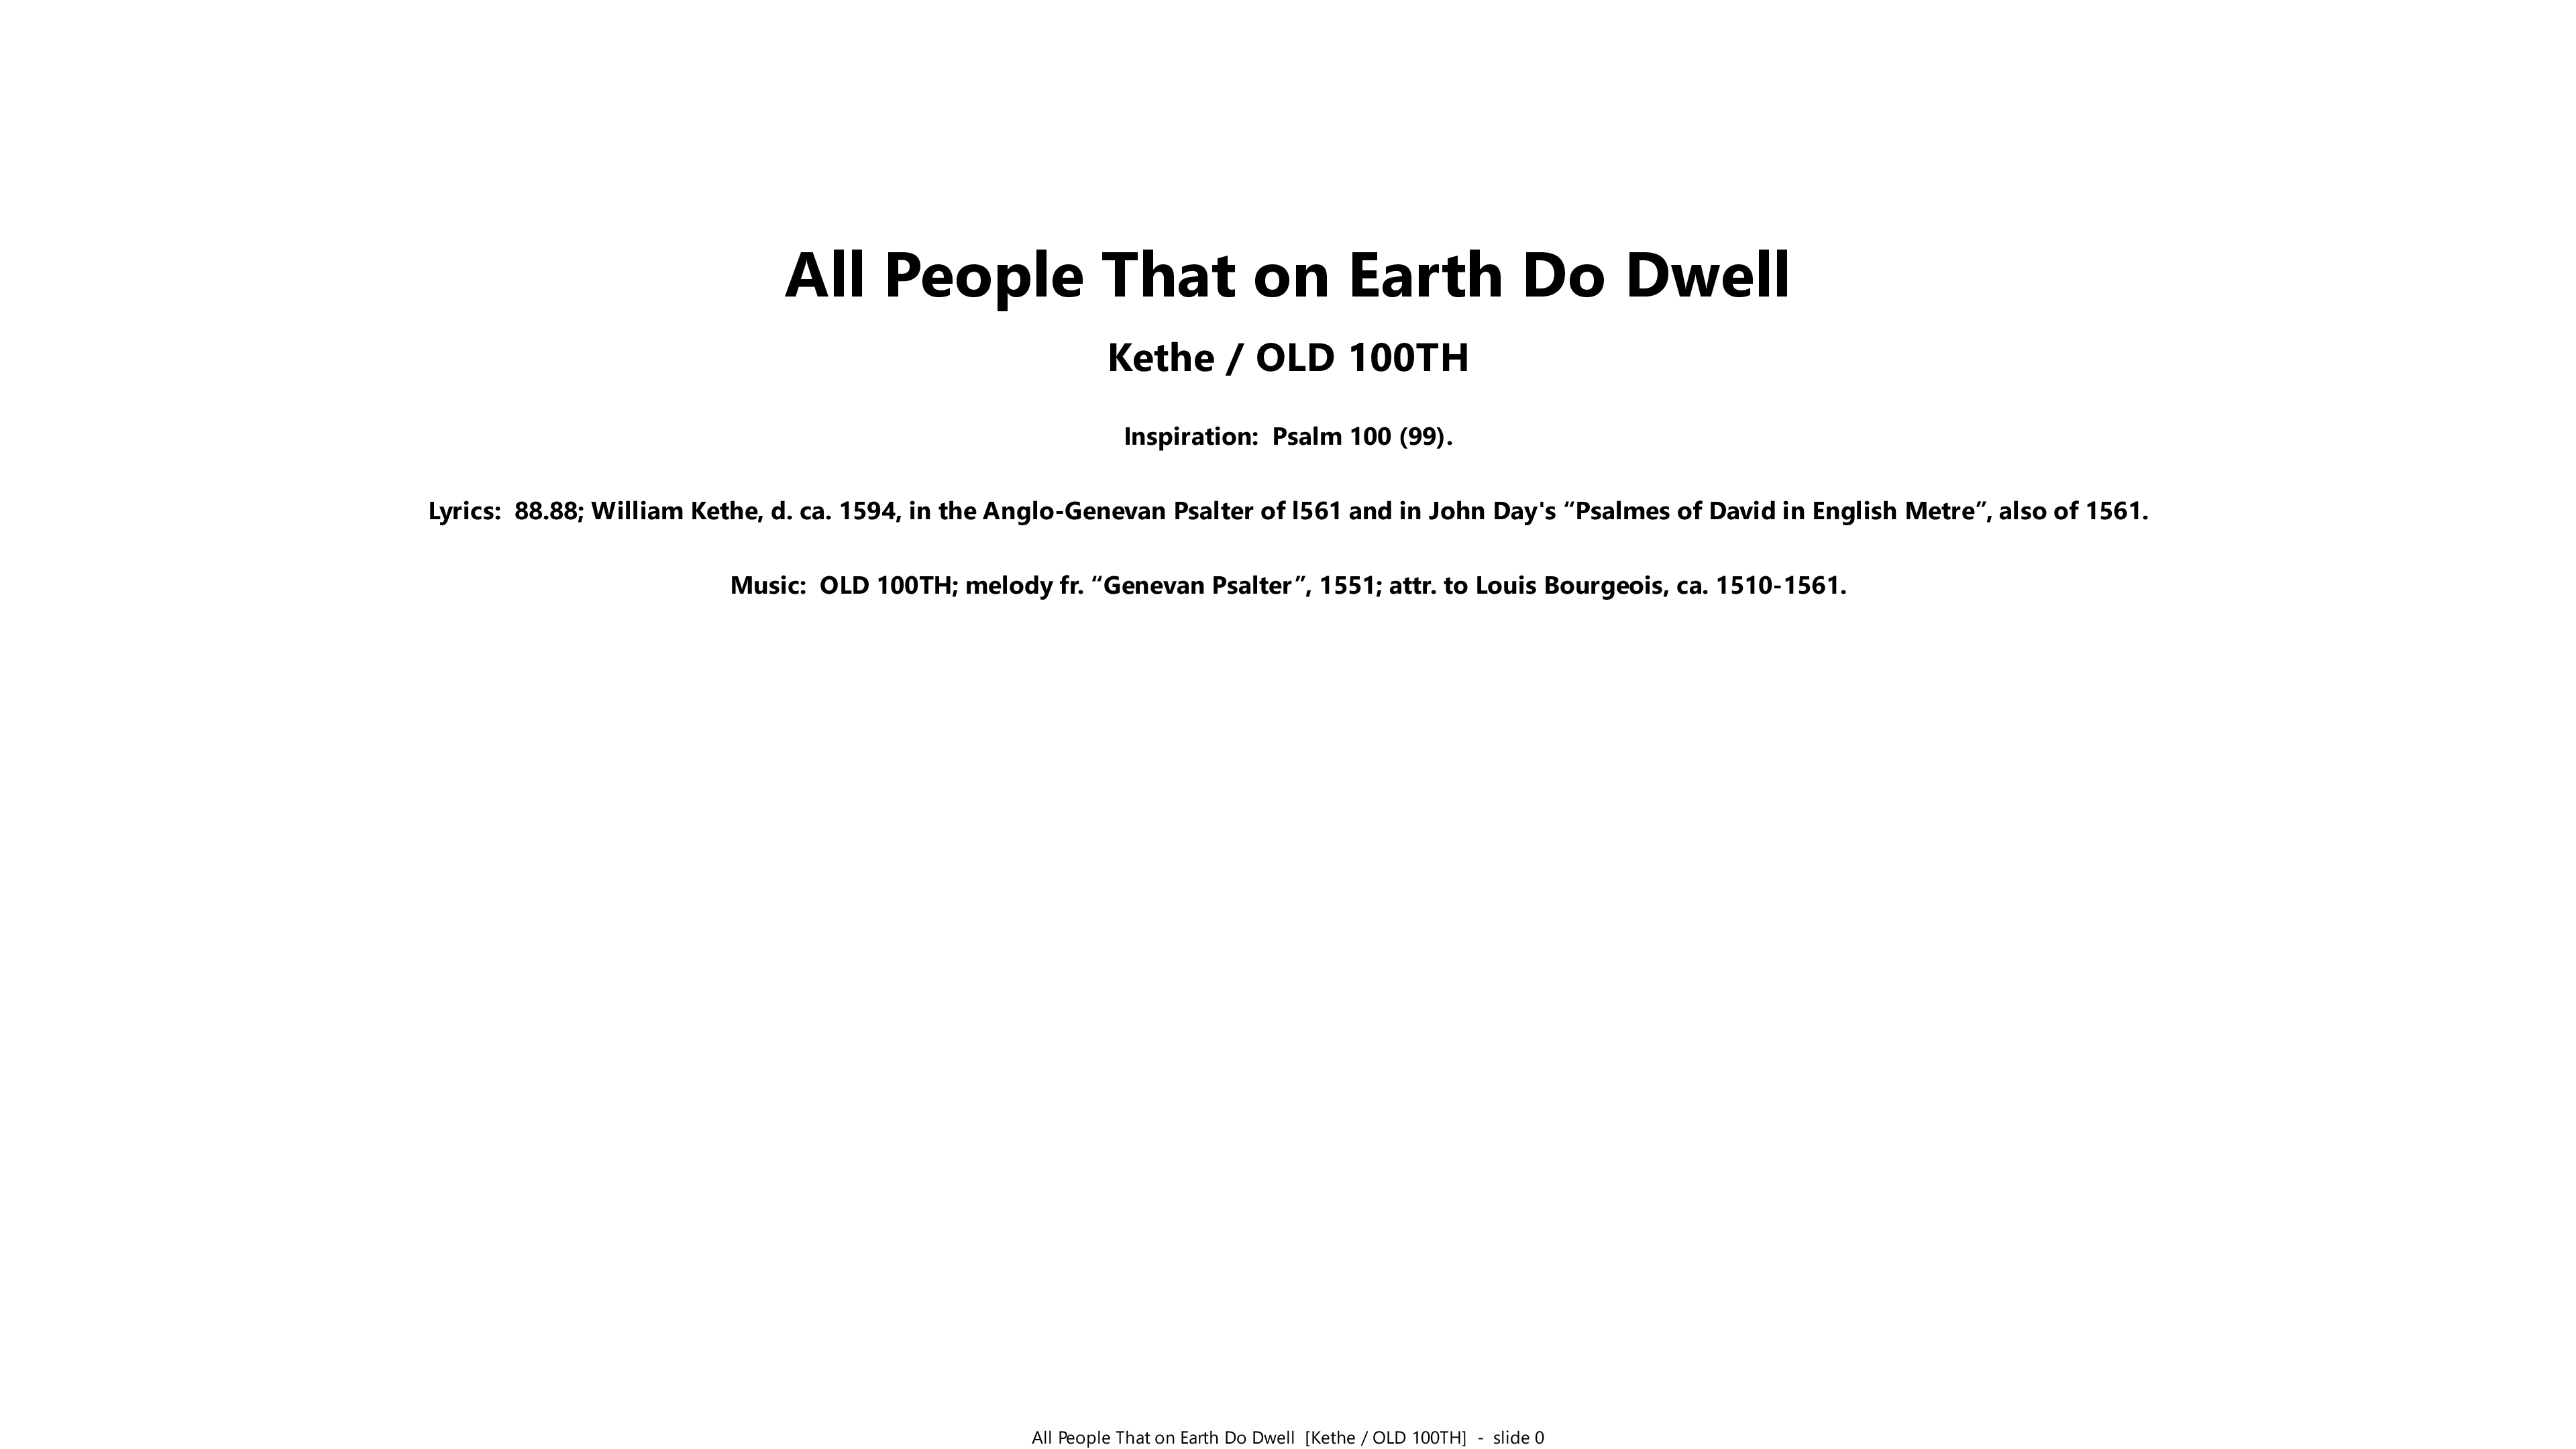 All People That on Earth Do Dwell
Kethe / OLD 100TH
Inspiration:  Psalm 100 (99).
Lyrics:  88.88; William Kethe, d. ca. 1594, in the Anglo-Genevan Psalter of l561 and in John Day's “Psalmes of David in English Metre”, also of 1561.
Music:  OLD 100TH; melody fr. “Genevan Psalter”, 1551; attr. to Louis Bourgeois, ca. 1510-1561.
All People That on Earth Do Dwell  [Kethe / OLD 100TH]  -  slide 0